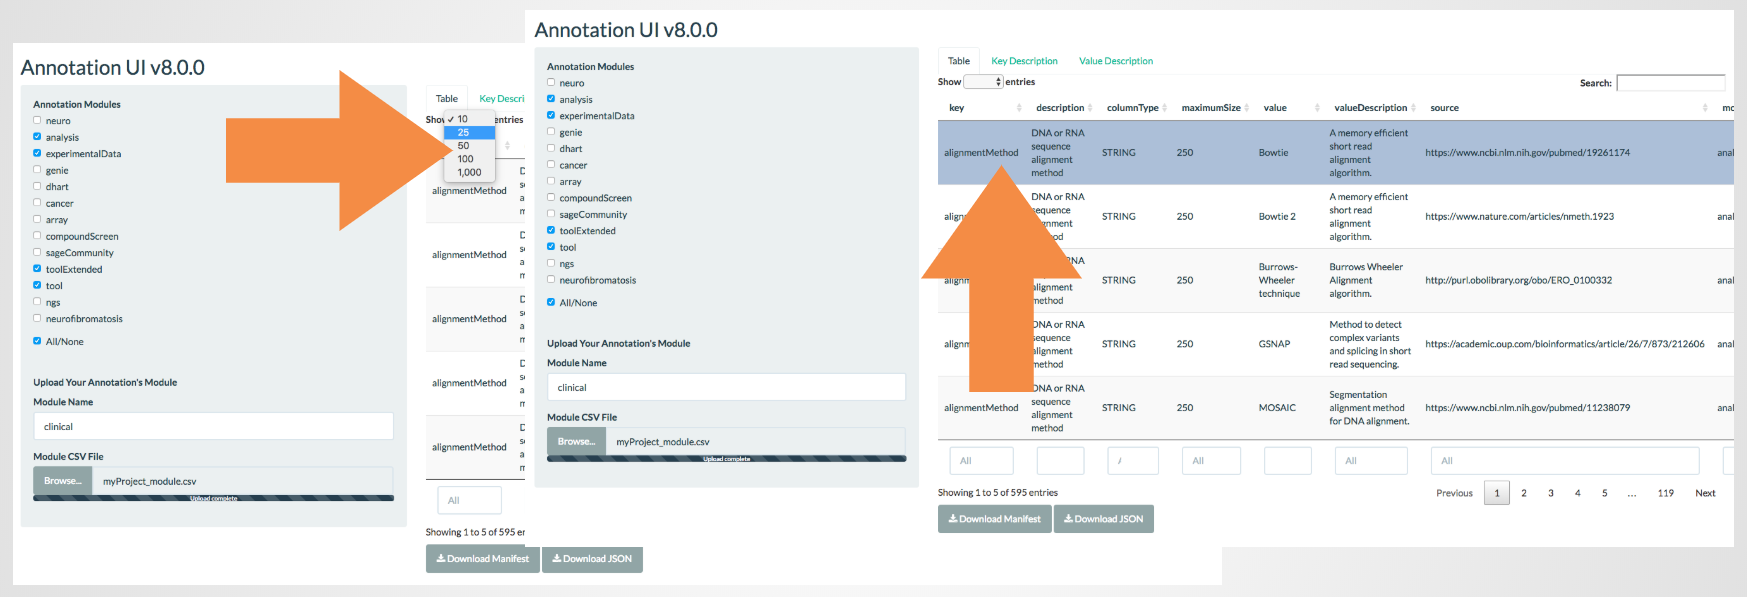 Annotation UI v8.0.0
Annotation Modules
neuro
analysis
experimentalData
genie
dhart
cancer
array
compoundScreen
sageCommunity
toolExtended
tool
ngs
neurofibromatosis
All/None
Upload Your Annotation's Module
Module Name
clinical
Module CSV File
Browse... myProject_module.csv
Upload complete
Table Key Descri
Sho entries
✓ 10
25
50
100
1,000
alignmentMethod
alignmentMethod
alignmentMethod
alignmentMethod
alignmentMethod
All
Showing 1 to 5 of 595 en
Download Manifest Download JSON
Annotation UI v8.0.0
Annotation Modules
neuro
analysis
experimentalData
genie
dhart
cancer
array
compoundScreen
sageCommunity
toolExtended
tool
ngs
neurofibromatosis
All/None
Upload Your Annotation's Module
Module Name
clinical
Module CSV File
Browse... myProject_module.csv
Upload complete
Table Key Description Value Description
Show entries Search:
key description columnType maximumSize value valueDescription source mo
alignmentMethod DNA or RNA sequence alignment method STRING 250 Bowtie A memory efficient short read alignment algorithm. https://www.ncbi.nlm.nih.gov/pubmed/19261174 anal
align DNA or RNA sequence alignment method STRING 250 Bowtie 2 A memory efficient short read alignment algorithm. https://www.nature.com/articles/nmeth.1923 anal
NA alignment method STRING 250 Burrows-Wheeler technique Burrows Wheeler Alignment algorithm. http://purl.obolibrary.org/obo/ERO_0100332 anal
alignm DNA or RNA sequence alignment method STRING 250 GSNAP Method to detect complex variants and splicing in short read sequencing. https://academic.oup.com/bioinformatics/article/26/7/873/212606 anal
alignmentMethod DNA or RNA sequence alignment method STRING 250 MOSAIC Segmentation alignment method for DNA alignment. https://www.ncbi.nlm.nih.gov/pubmed/11238079 anal
All All All All
Showing 1 to 5 of 595 entries Previous 1 2 3 4 5 ... 119 Next
Download Manifest Download JSON